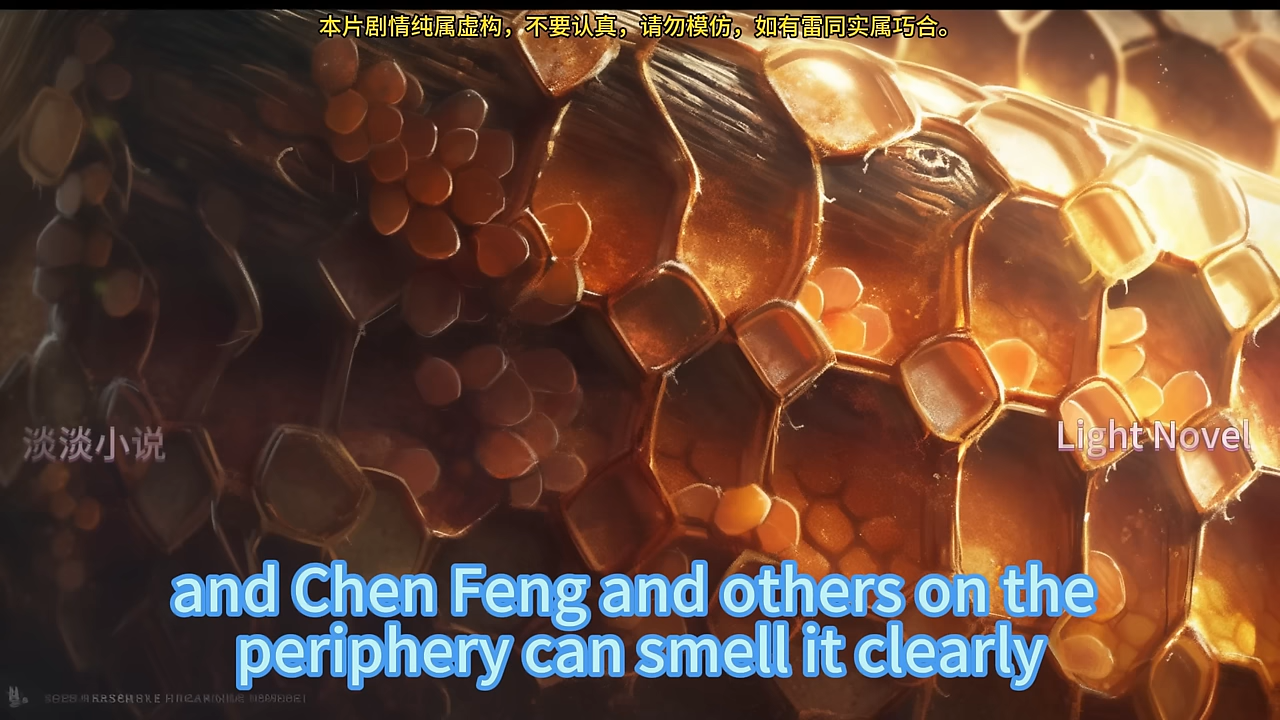 本片剧情纯属虚构，不要认真，请勿模仿，如有雷同实属巧合。
淡淡小说
Light Novel
and Chen Feng and others on the
periphery can smell it clearly